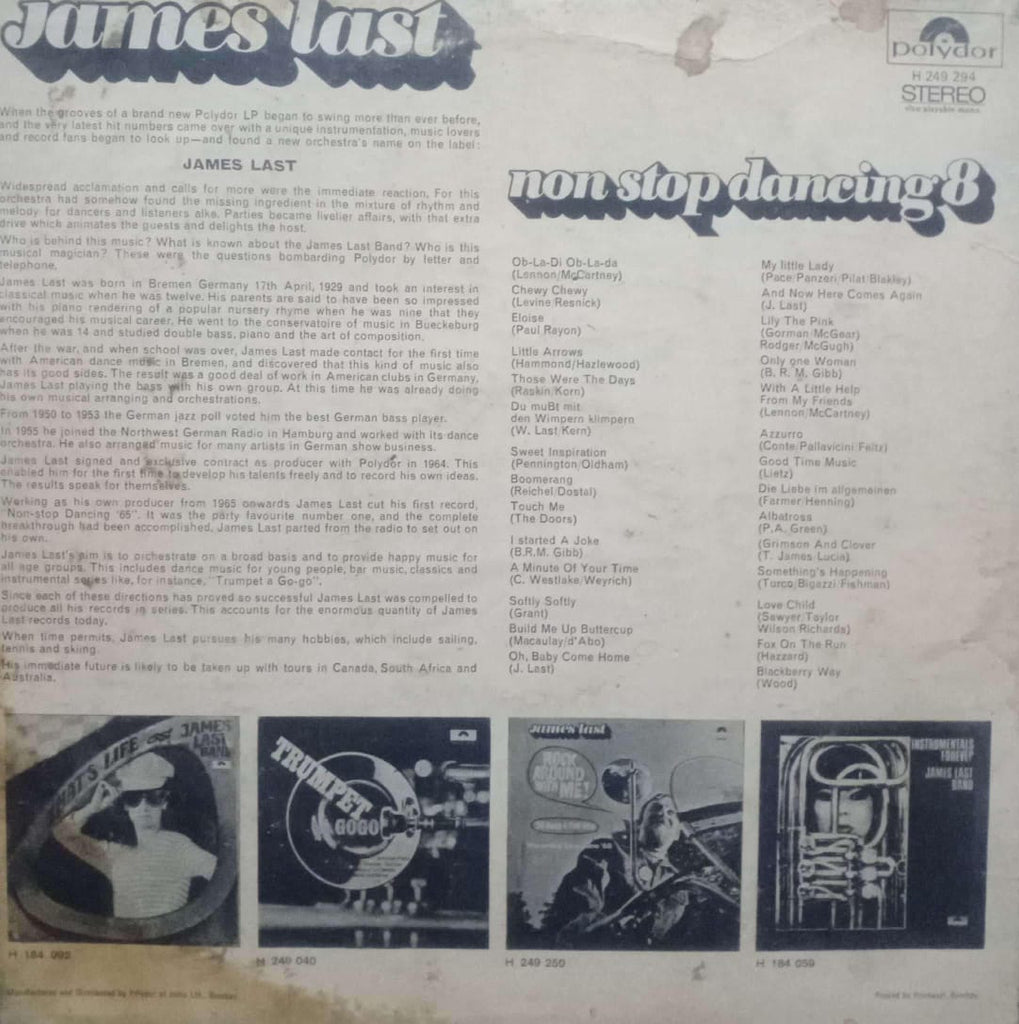 james last
polydor
H 249 294
STEREO
also playable mono
When the grooves of a brand new Polydor LP began to swing more than ever before,
and the very latest hit numbers came over with a unique instrumentation, music lovers
and record fans began to look up—and found a new orchestra's name on the label:
JAMES LAST
Widespread acclamation and calls for more were the immediate reaction. For this
orchestra had somehow found the missing ingredient in the mixture of rhythm and
melody for dancers and listeners alke. Parties became livelier affairs, with that extra
drive which animates the guests and delights the host.
Who is behind this music? What is known about the James Last Band? Who is this
musical magician? These were the questions bombarding Polydor by letter and
telephone.
James Last was born in Bremen Germany 17th April, 1929 and took an interest in
classical music when he was twelve. His parents are said to have been so impressed
with his piano rendering of a popular nursery rhyme when he was nine that they
encouraged his musical career. He went to the conservatoire of music in Bueckeburg
when he was 14 and studied double bass, piano and the art of composition.
After the war, and when school was over, James Last made contact for the first time
with American dance music in Bremen, and discovered that this kind of music also
has its good sides. The result was a good deal of work in American clubs in Germany,
James Last playing the bass with his own group. At this time he was already doing
his own musical arranging and orchestrations.
From 1950 to 1953 the German jazz poll voted him the best German bass player.
In 1955 he joined the Northwest German Radio in Hamburg and worked with its dance
orchestra. He also arranged music for many artists in German show business.
James Last signed and exclusive contract as producer with Polydor in 1964. This
enabled him for the first time to develop his talents freely and to record his own ideas.
The results speak for themselves.
Working as his own producer from 1965 onwards James Last cut his first record,
"Non-stop Dancing '65". It was the party favourite number one, and the complete
breakthrough had been accomplished. James Last parted from the radio to set out on
his own.
James Last's aim is to orchestrate on a broad basis and to provide happy music for
all age groups. This includes dance music for young people, bar music, classics and
instrumental series like, for instance, "Trumpet a Go-go".
Since each of these directions has proved so successful James Last was compelled to
produce all his records in series. This accounts for the enormous quantity of James
Last records today.
When time permits, James Last pursues his many hobbies, which include sailing,
tennis and skiing.
His immediate future is likely to be taken up with tours in Canada, South Africa and
Australia.
non stop dancing 8
Ob-La-Di Ob-La-da
(Lennon/McCartney)
Chewy Chewy
(Levine/Resnick)
Eloise
(Paul Rayon)
Little Arrows
(Hammond/Hazlewood)
Those Were The Days
(Raskin/Korn)
Du mußt mit
den Wimpern klimpern
(W. Last/Kern)
Sweet Inspiration
(Pennington/Oldham)
Boomerang
(Reichel/Dostal)
Touch Me
(The Doors)
I started A Joke
(B.R.M. Gibb)
A Minute Of Your Time
(C. Westlake/Weyrich)
Softly Softly
(Grant)
Build Me Up Buttercup
(Macaulay/d'Abo)
Oh, Baby Come Home
(J. Last)
My little Lady
(Pace/Panzeri/Pilat/Blakley)
And Now Here Comes Again
(J. Last)
Lily The Pink
(Gorman/McGear/
Rodger/McGugh)
Only one Woman
(B. R. M. Gibb)
With A Little Help
From My Friends
(Lennon/McCartney)
Azzurro
(Conte/Pallavicini/Feltz)
Good Time Music
(Lietz)
Die Liebe im allgemeinen
(Farmer/Henning)
Albatross
(P.A. Green)
(Grimson And Clover
(T. James Lucia)
Something's Happening
(Turco/Bigazzi/Fishman)
Love Child
(Sawyer/Taylor
Wilson Richards)
Fox On The Run
(Hazzard)
Blackberry Way
(Wood)
THAT'S LIFE
JAMES
LAST
BAND
TRUMPET
À GOGO
james last
ROCK
AROUND
WITH
ME!
INSTRUMENTALS
FOREVER
JAMES LAST
BAND
H 184 092
H 249 040
H 249 250
H 184 059
Manufactured and Distributed by Polydor of India Ltd., Bombay
Printed by Bombay